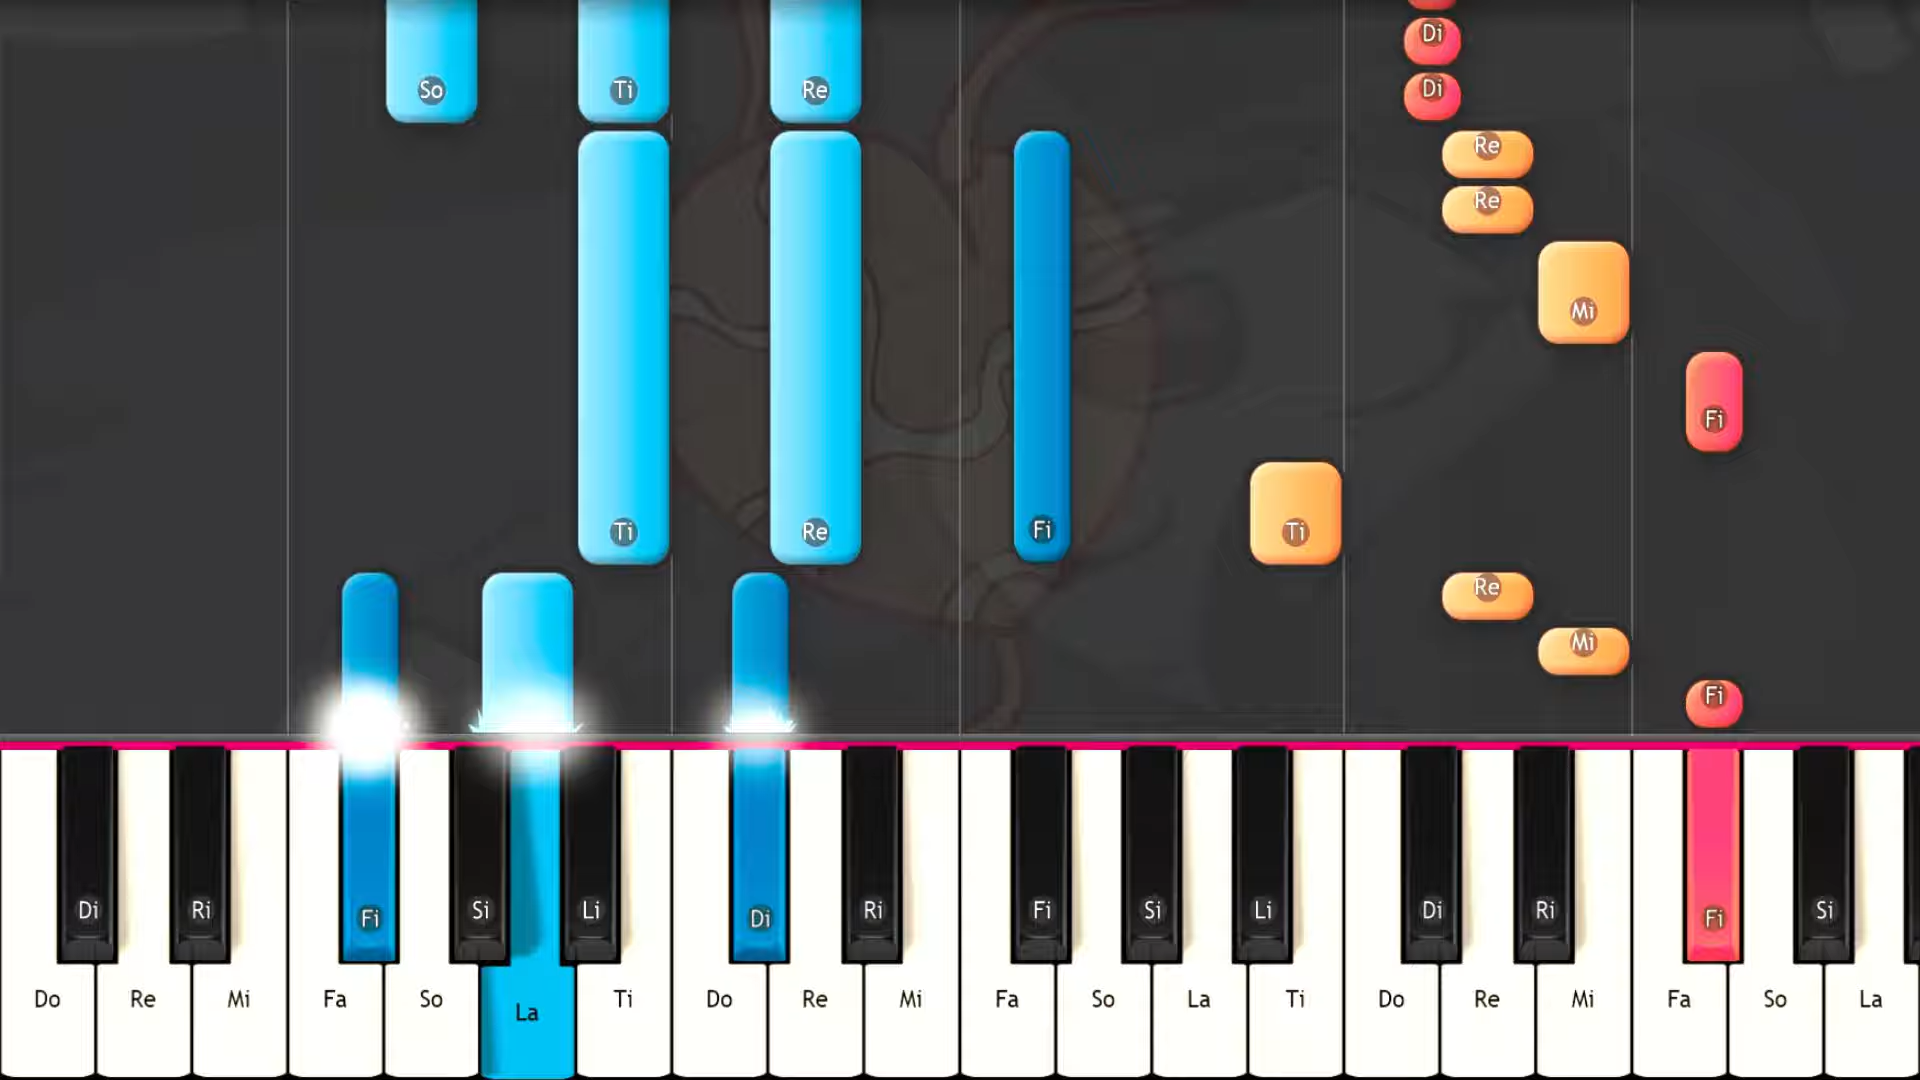 Di
So Ti Re Di
Re
Re
Mi
Fi
Ti Re Fi Ti
Re
Mi
Fi
Di Ri Fi Si Li Di Ri Fi Si Li Di Ri Fi Si
Do Re Mi Fa So La Ti Do Re Mi Fa So La Ti Do Re Mi Fa So La